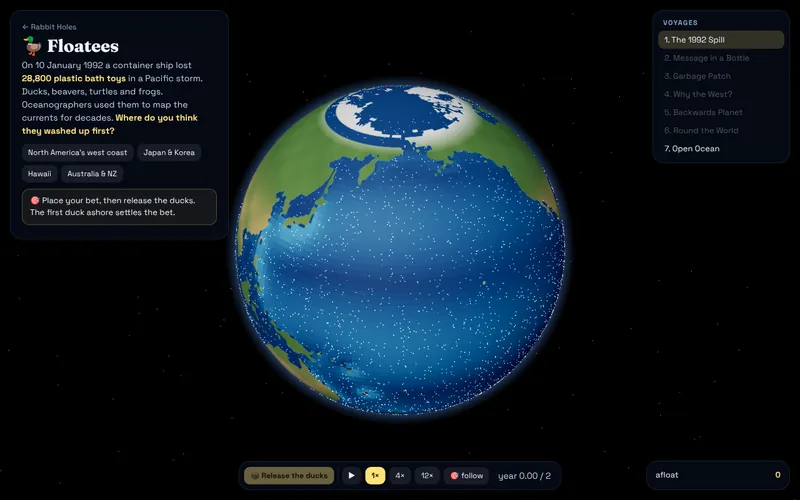 ← Rabbit Holes
Floatees
On 10 January 1992 a container ship lost
28,800 plastic bath toys in a Pacific storm.
Ducks, beavers, turtles and frogs.
Oceanographers used them to map the
currents for decades. Where do you think
they washed up first?
North America's west coast
Japan & Korea
Hawaii
Australia & NZ
🎯 Place your bet, then release the ducks.
The first duck ashore settles the bet.
VOYAGES
1. The 1992 Spill
2. Message in a Bottle
3. Garbage Patch
4. Why the West?
5. Backwards Planet
6. Round the World
7. Open Ocean
Release the ducks
▶
1×
4×
12×
🎯 follow
year 0.00 / 2
afloat
0